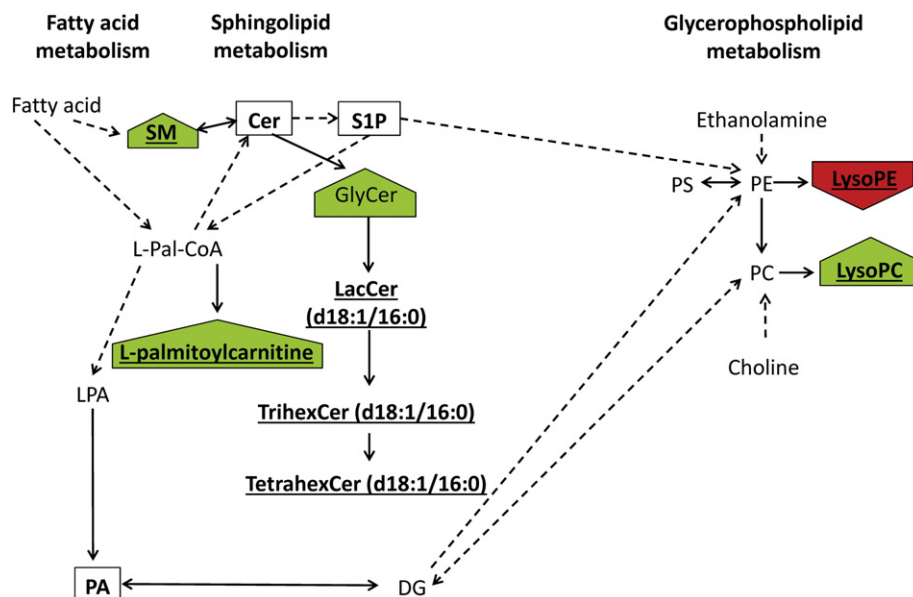 Fatty acid
metabolism
Sphingolipid
metabolism
Glycerophospholipid
metabolism
Fatty acid
SM
Cer
S1P
Ethanolamine
GlyCer
PS
PE
LysoPE
L-Pal-CoA
PC
LysoPC
LacCer
(d18:1/16:0)
L-palmitoylcarnitine
Choline
LPA
TrihexCer (d18:1/16:0)
TetrahexCer (d18:1/16:0)
PA
DG